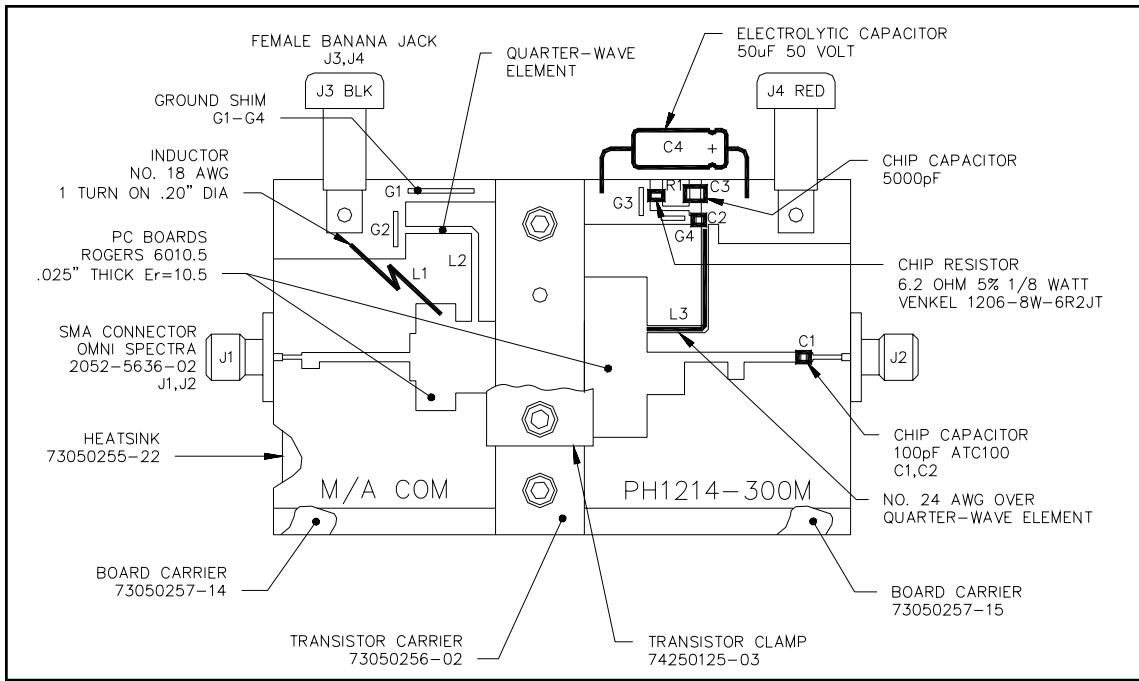 FEMALE BANANA JACK
J3,J4
QUARTER-WAVE
ELEMENT
ELECTROLYTIC CAPACITOR
50uF 50 VOLT
J3 BLK
J4 RED
GROUND SHIM
G1-G4
C4
+
INDUCTOR
NO. 18 AWG
1 TURN ON .20" DIA
CHIP CAPACITOR
5000pF
G1
R1
C3
G3
G2
C2
G4
PC BOARDS
ROGERS 6010.5
.025" THICK Er=10.5
L1
L2
CHIP RESISTOR
6.2 OHM 5% 1/8 WATT
VENKEL 1206-8W-6R2JT
L3
SMA CONNECTOR
OMNI SPECTRA
2052-5636-02
J1,J2
J1
C1
J2
HEATSINK
73050255-22
CHIP CAPACITOR
100pF ATC100
C1,C2
M/A COM
PH1214-300M
NO. 24 AWG OVER
QUARTER-WAVE ELEMENT
BOARD CARRIER
73050257-14
BOARD CARRIER
73050257-15
TRANSISTOR CARRIER
73050256-02
TRANSISTOR CLAMP
74250125-03